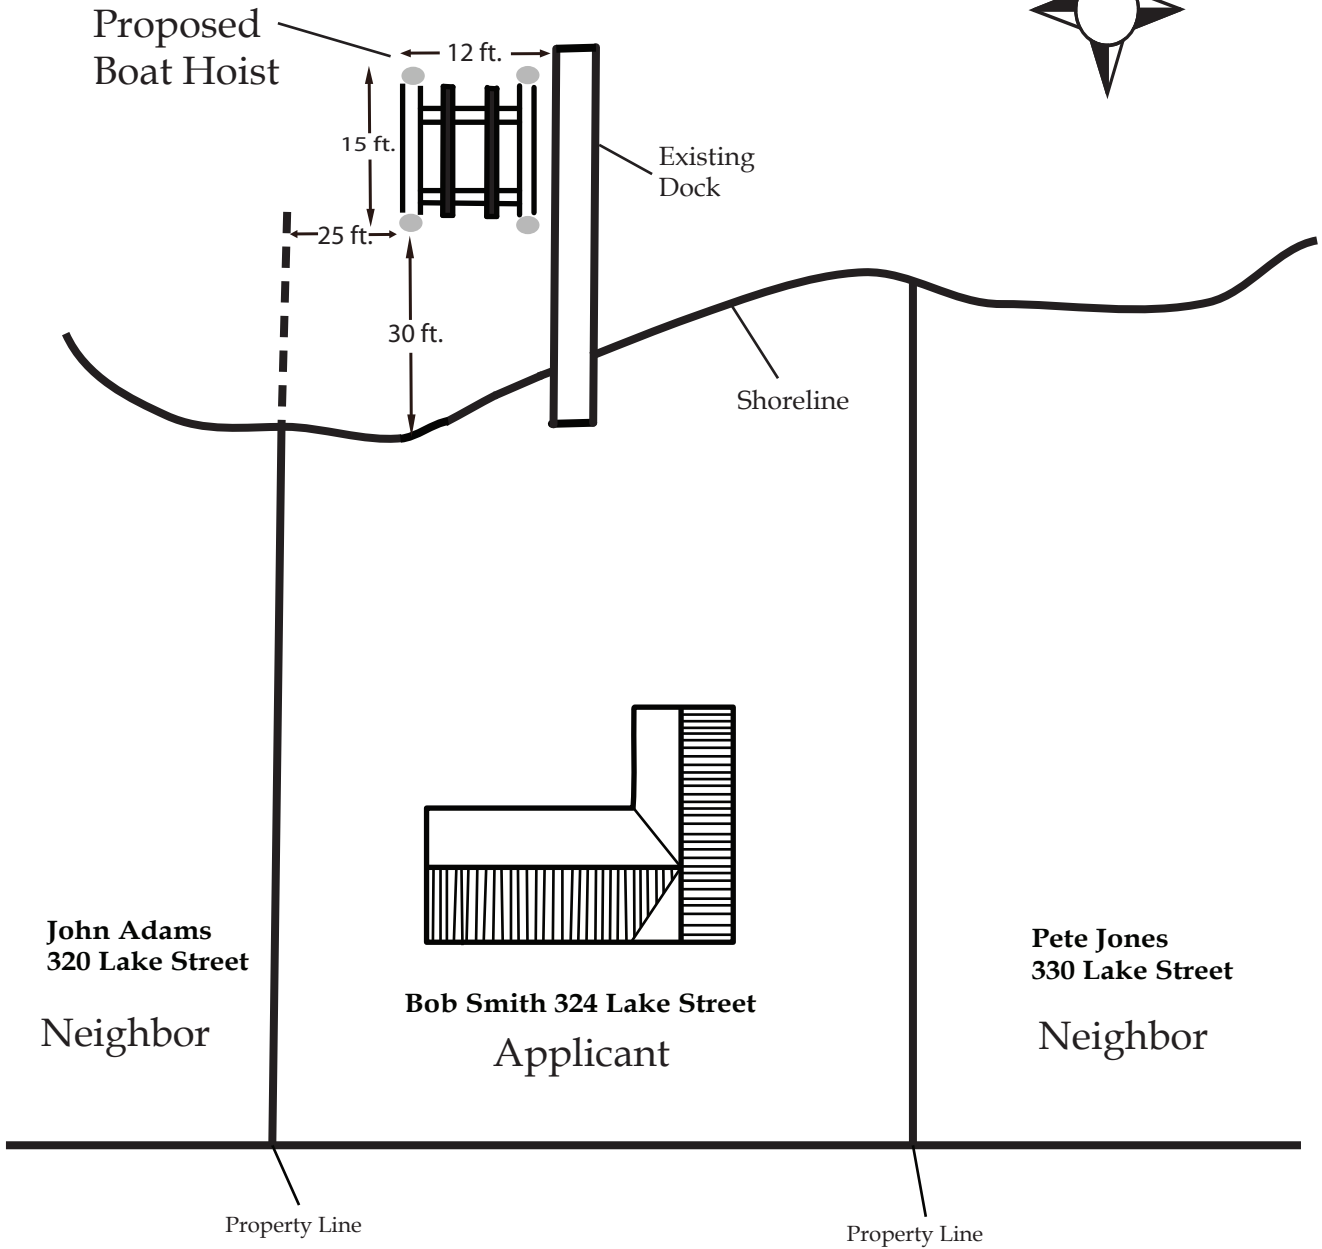 Proposed
Boat Hoist
12 ft.
15 ft.
Existing
Dock
25 ft.
30 ft.
Shoreline
John Adams
320 Lake Street
Neighbor
Bob Smith 324 Lake Street
Applicant
Pete Jones
330 Lake Street
Neighbor
Property Line
Property Line